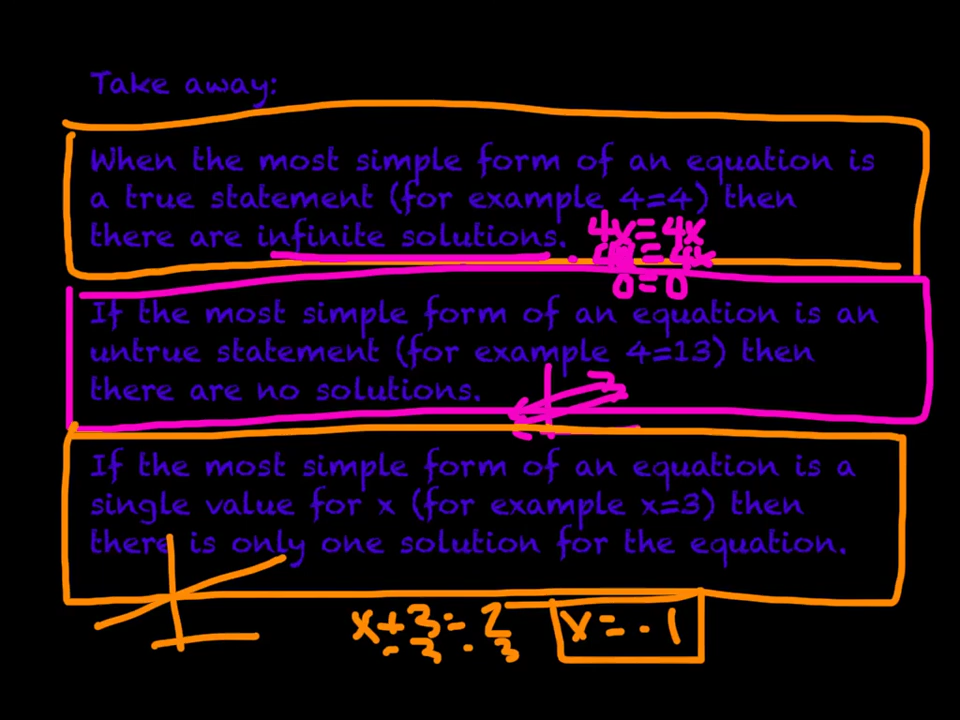 Take away:
When the most simple form of an equation is
a true statement (for example 4=4) then
there are infinite solutions.
4x=4x
0=0
If the most simple form of an equation is an
untrue statement (for example 4=13) then
there are no solutions.
If the most simple form of an equation is a
single value for x (for example x=3) then
there is only one solution for the equation.
x+3=2
-3 -3
x=-1